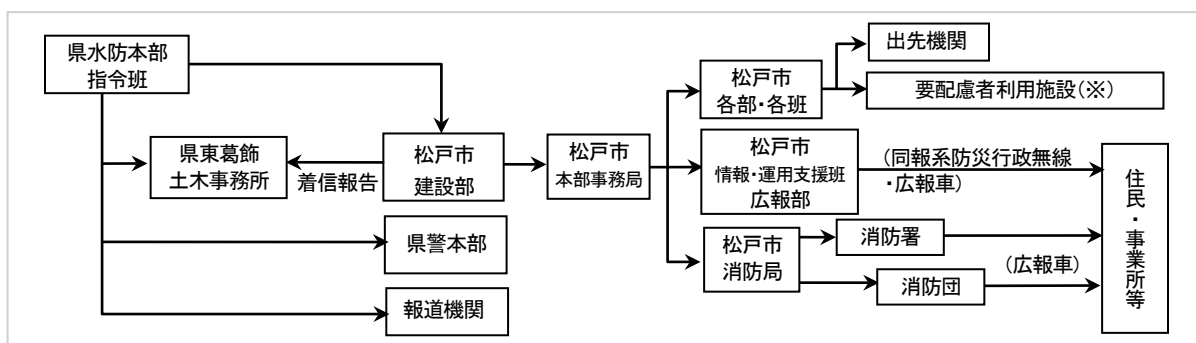 県水防本部
指令班
県東葛飾
土木事務所
着信報告
松戸市
建設部
県警本部
報道機関
松戸市
本部事務局
松戸市
各部・各班
出先機関
要配慮者利用施設(※)
松戸市
情報・運用支援班
広報部
(同報系防災行政無線
・広報車)
松戸市
消防局
消防署
消防団
(広報車)
住民・事業所等